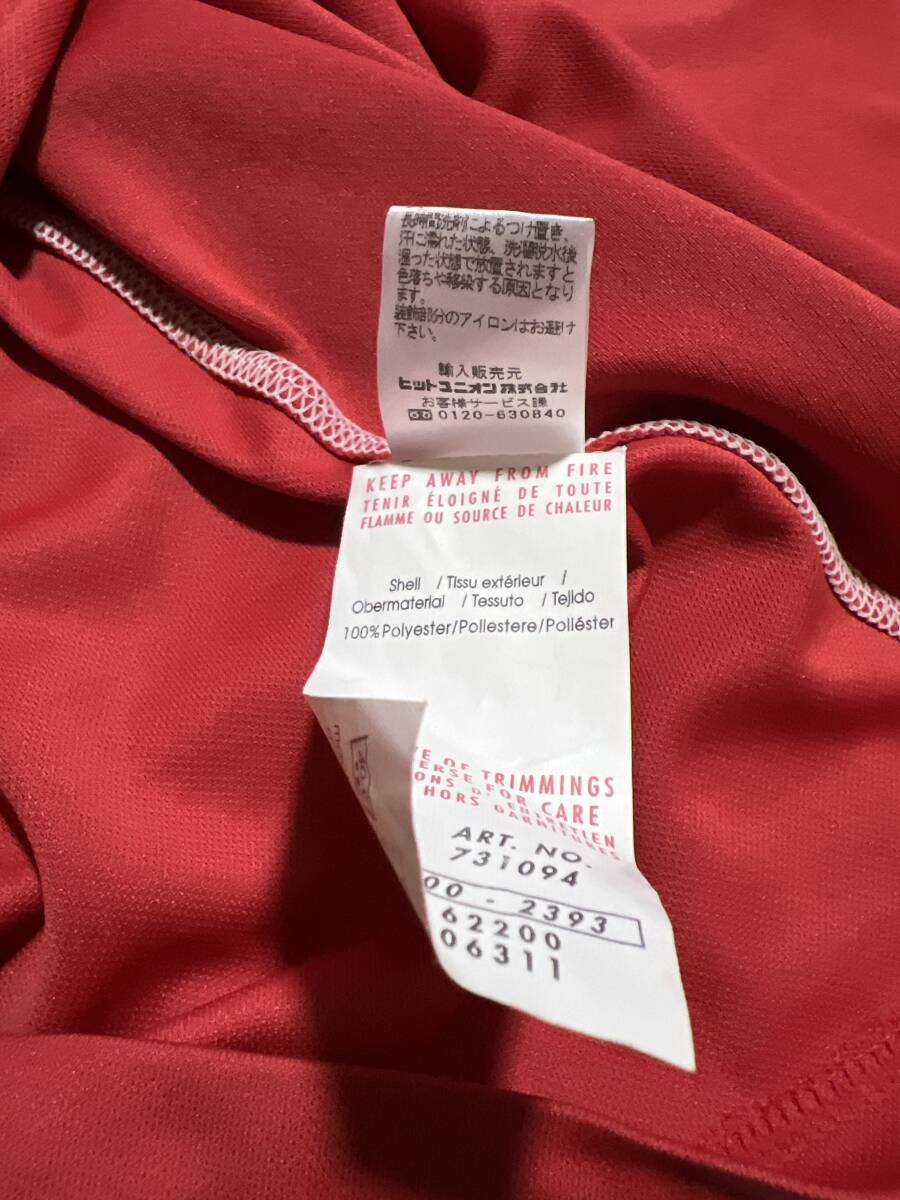 長時間洗剤によるつけ置き、
汗に濡れた状態、洗濯脱水後
湿った状態で放置されますと
色落ちや移染する原因となり
ます。
装飾部分のアイロンはお避け
下さい。
輸入販売元
ヒットユニオン株式会社
お客様サービス課
0120-630840
KEEP AWAY FROM FIRE
TENIR ÉLOIGNÉ DE TOUTE
FLAMME OU SOURCE DE CHALEUR
Shell / Tissu extérieur /
Obermaterial / Tessuto / Tejido
100%Polyester/Poliestere/Poliéster
OF TRIMMINGS
FOR CARE
D'ENTRETIEN
HORS GARNITURES
ART. NO.
731094
00 - 2393
62200
06311